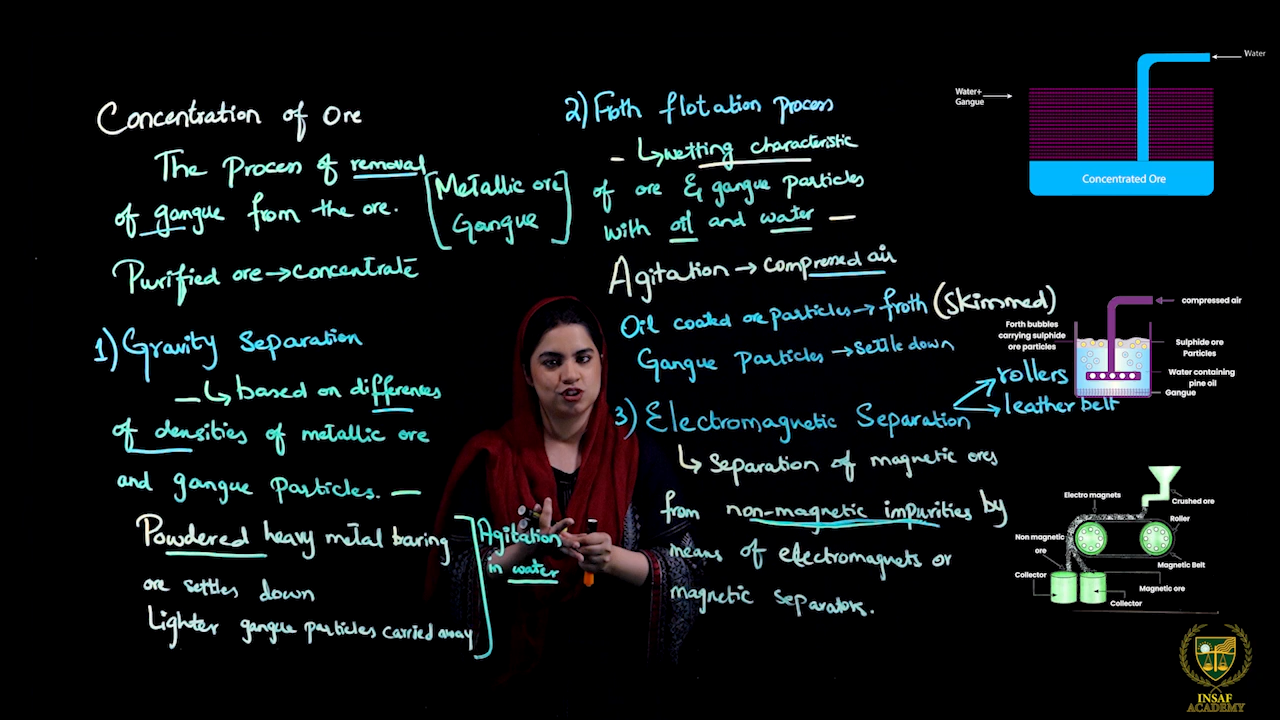 Concentration of Ore
The Process of removal
of gangue from the ore.
[Metallic ore
Gangue]
Purified ore → concentrate
1) Gravity Separation
↳ based on differences
of densities of metallic ore
and gangue Particles.
Powdered heavy metal baring
ore settles down
Lighter gangue particles carried away
Agitation
in water
2) Froth flotation process
↳ wetting characteristic
of ore & gangue particles
with oil and water
Agitation → compressed air
Oil coated ore particles → froth (skimmed)
Gangue Particles → settle down
3) Electromagnetic Separation
→ rollers
→ leather belt
↳ Separation of magnetic ores
from non-magnetic impurities by
means of electromagnets or
magnetic separators.
Water
Water+
Gangue
Concentrated Ore
compressed air
Forth bubbles
carrying sulphide
ore particles
Sulphide ore
Particles
Water containing
pine oil
Gangue
Electro magnets
Crushed ore
Roller
Non magnetic
ore
Magnetic Belt
Collector
Magnetic ore
Collector
INSAF
ACADEMY